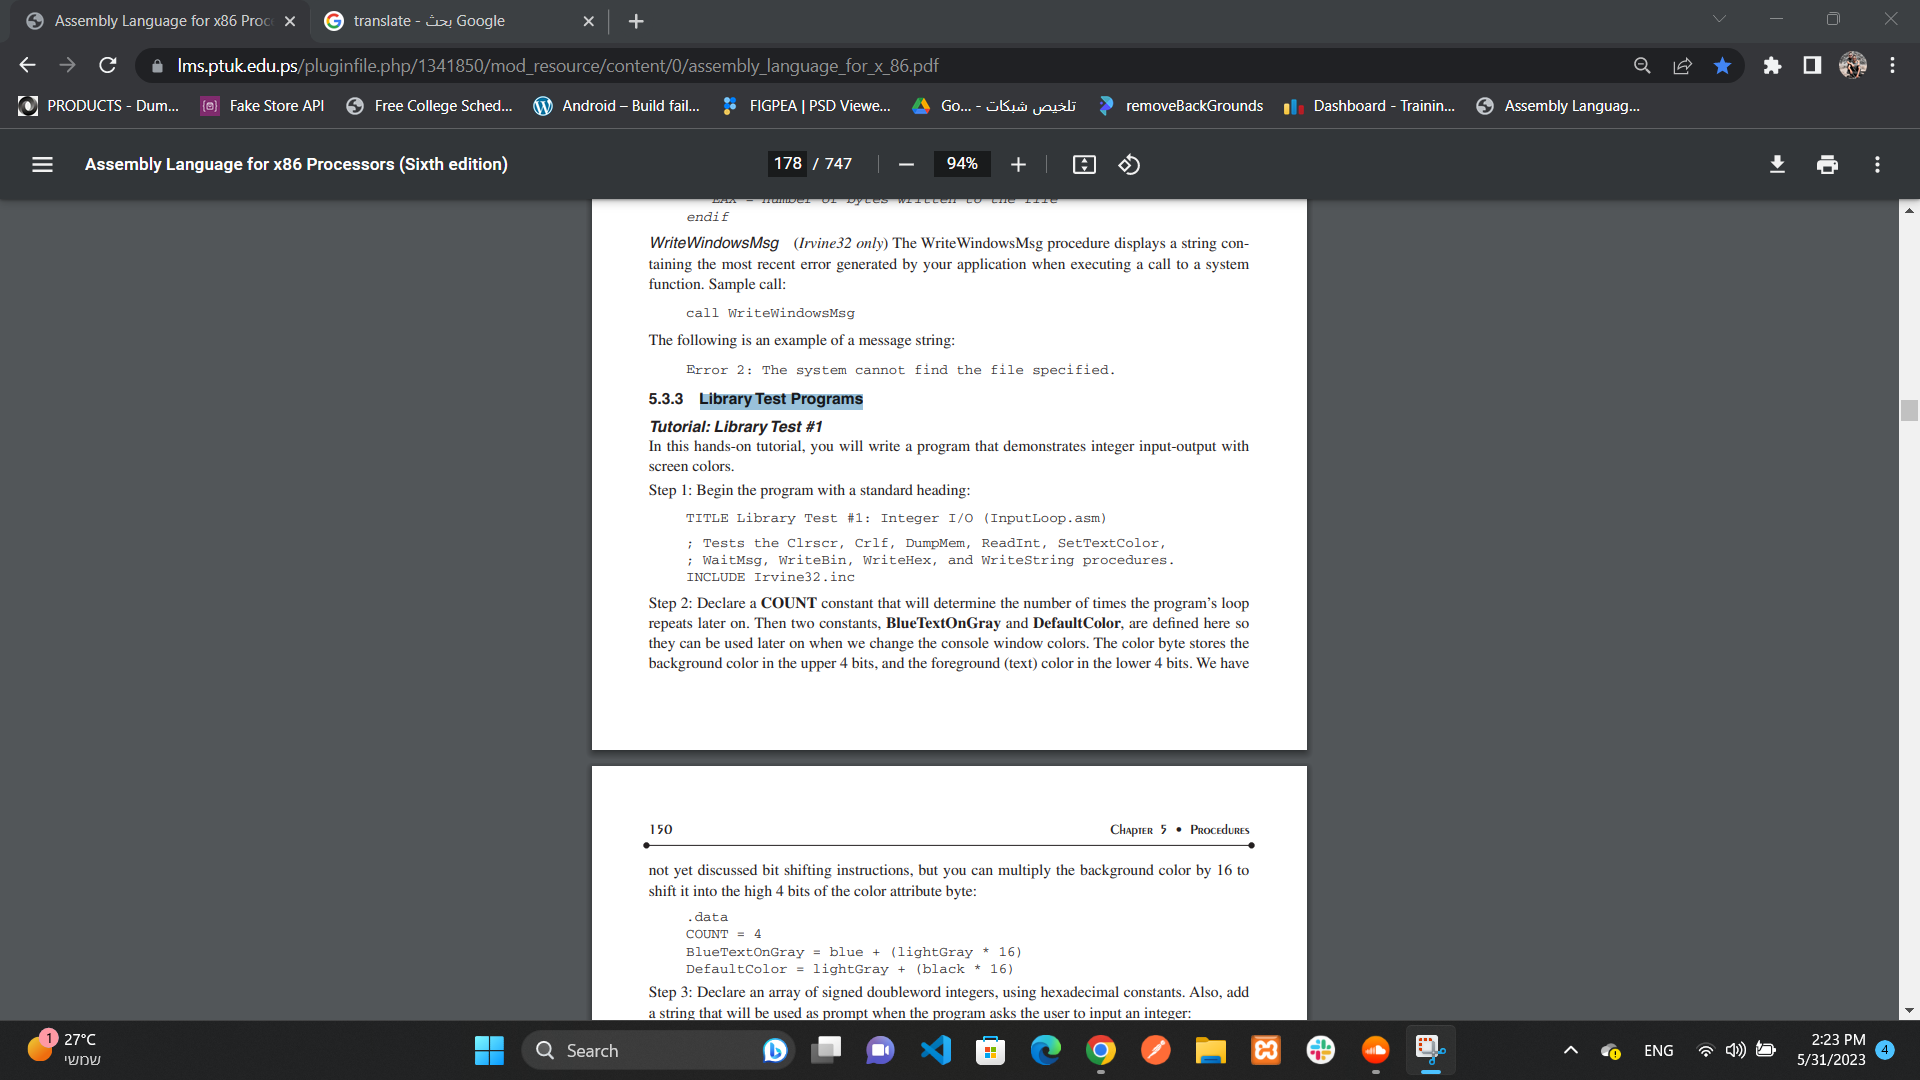 Assembly Language for x86 Proc
translate - بحث Google
lms.ptuk.edu.ps/pluginfile.php/1341850/mod_resource/content/0/assembly_language_for_x_86.pdf
PRODUCTS - Dum...
Fake Store API
Free College Sched...
Android – Build fail...
FIGPEA | PSD Viewe...
Go... - تلخيص شبكات
removeBackGrounds
Dashboard - Trainin...
Assembly Languag...
Assembly Language for x86 Processors (Sixth edition)
178 / 747
94%
EAX = number of bytes written to the file
endif
WriteWindowsMsg (Irvine32 only) The WriteWindowsMsg procedure displays a string con-
taining the most recent error generated by your application when executing a call to a system
function. Sample call:
call WriteWindowsMsg
The following is an example of a message string:
Error 2: The system cannot find the file specified.
5.3.3 Library Test Programs
Tutorial: Library Test #1
In this hands-on tutorial, you will write a program that demonstrates integer input-output with
screen colors.
Step 1: Begin the program with a standard heading:
TITLE Library Test #1: Integer I/O (InputLoop.asm)
; Tests the Clrscr, Crlf, DumpMem, ReadInt, SetTextColor,
; WaitMsg, WriteBin, WriteHex, and WriteString procedures.
INCLUDE Irvine32.inc
Step 2: Declare a COUNT constant that will determine the number of times the program's loop
repeats later on. Then two constants, BlueTextOnGray and DefaultColor, are defined here so
they can be used later on when we change the console window colors. The color byte stores the
background color in the upper 4 bits, and the foreground (text) color in the lower 4 bits. We have
150
Chapter 5 • Procedures
not yet discussed bit shifting instructions, but you can multiply the background color by 16 to
shift it into the high 4 bits of the color attribute byte:
.data
COUNT = 4
BlueTextOnGray = blue + (lightGray * 16)
DefaultColor = lightGray + (black * 16)
Step 3: Declare an array of signed doubleword integers, using hexadecimal constants. Also, add
a string that will be used as prompt when the program asks the user to input an integer:
1
27°C
שמשי
Search
ENG
2:23 PM
5/31/2023
4